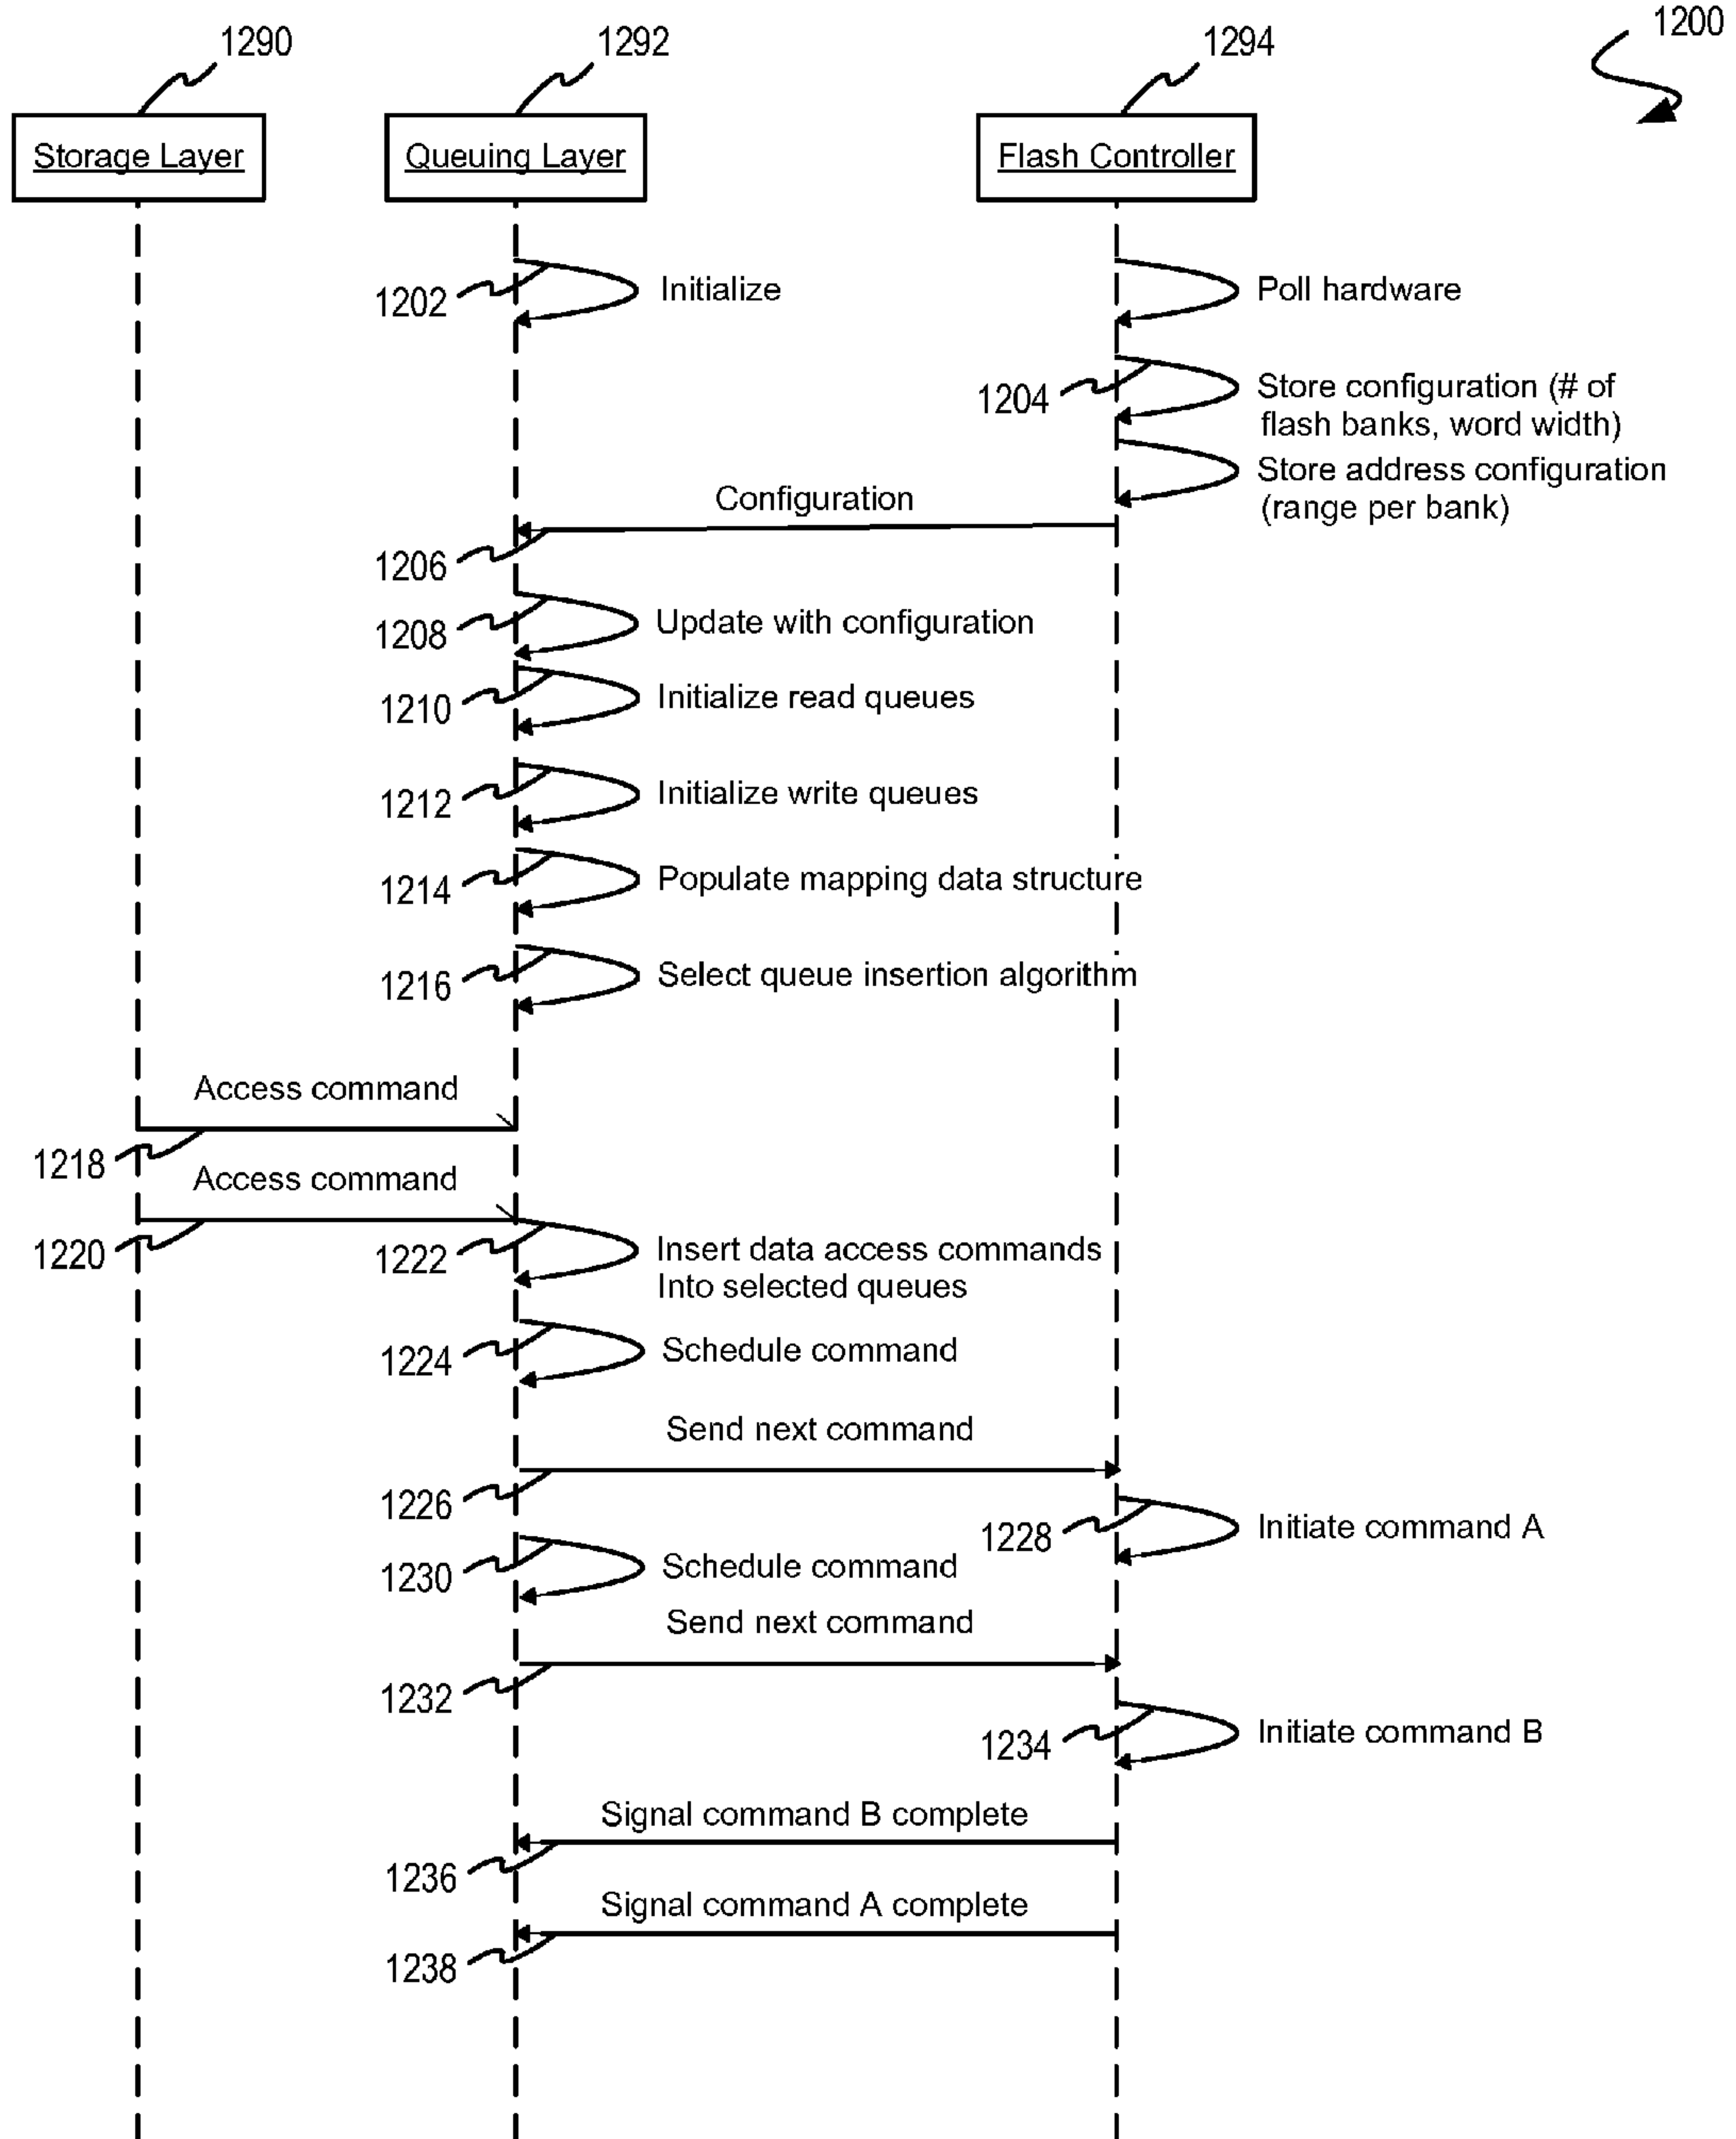 1290
1292
1294
1200
Storage Layer
Queuing Layer
Flash Controller
1202
Initialize
Poll hardware
1204
Store configuration (# of
flash banks, word width)
Store address configuration
(range per bank)
Configuration
1206
1208
Update with configuration
1210
Initialize read queues
1212
Initialize write queues
1214
Populate mapping data structure
1216
Select queue insertion algorithm
Access command
1218
Access command
1220
1222
Insert data access commands
Into selected queues
1224
Schedule command
Send next command
1226
1228
Initiate command A
1230
Schedule command
Send next command
1232
1234
Initiate command B
Signal command B complete
1236
Signal command A complete
1238